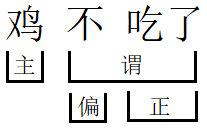 鸡 不 吃了
主 谓
偏 正